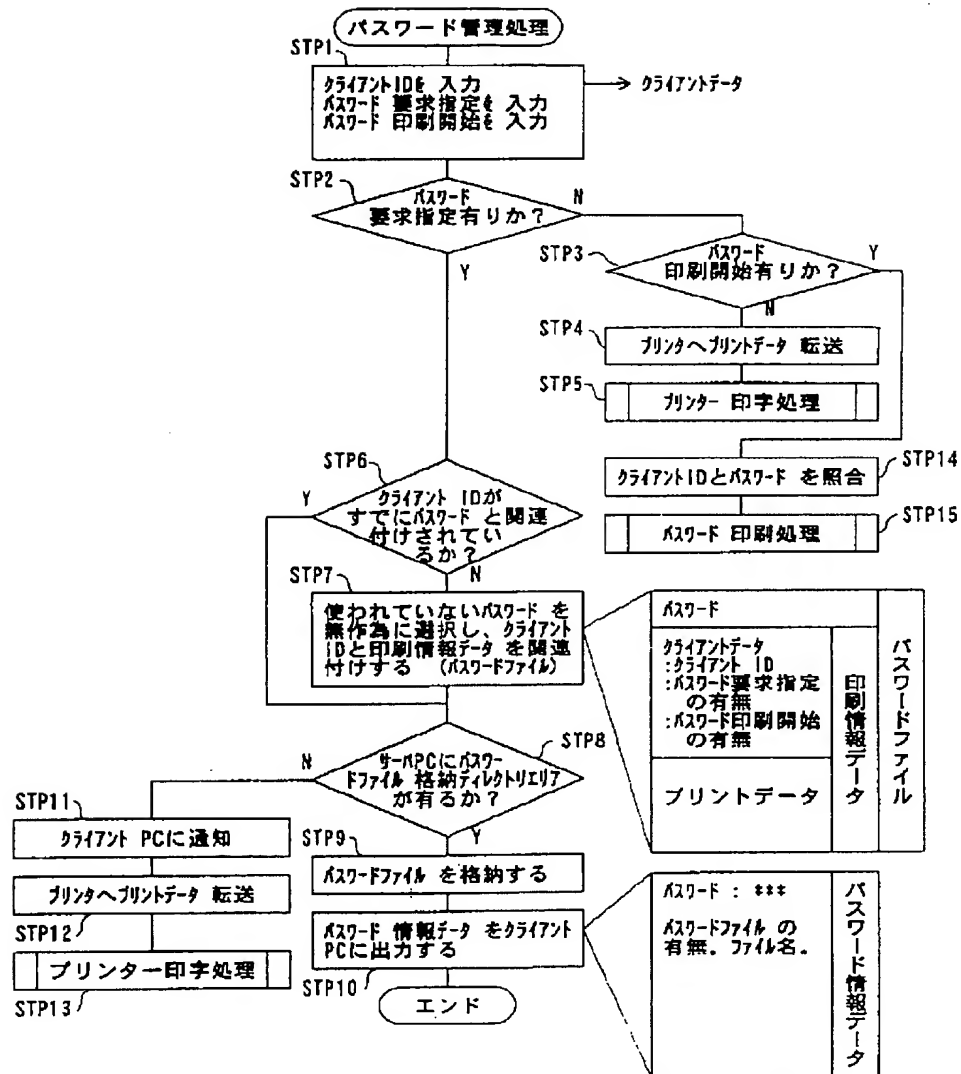 パスワード管理処理
STP1
クライアントIDを 入力
パスワード 要求指定を 入力
パスワード 印刷開始を 入力
クライアントデータ
STP2
パスワード
要求指定有りか？
N
Y
STP3
パスワード
印刷開始有りか？
Y
N
STP4
プリンタへプリントデータ 転送
STP5
プリンター 印字処理
STP14
クライアントIDとパスワード を照合
STP15
パスワード 印刷処理
STP6
クライアント IDが
すでにパスワード と関連
付けされてい
るか？
Y
N
STP7
使われていないパスワード を
無作為に選択し、クライアント
IDと印刷情報データ を関連
付けする (パスワードファイル)
パスワード
クライアントデータ
:クライアント ID
:パスワード要求指定
の有無
:パスワード印刷開始
の有無
プリントデータ
印刷情報データ
パスワードファイル
STP8
サーバPCにパスワー
ドファイル 格納ディレクトリエリア
が有るか？
N
Y
STP11
クライアント PCに通知
プリンタへプリントデータ 転送
STP12
プリンター印字処理
STP13
STP9
パスワードファイル を格納する
パスワード 情報データ をクライアント
PCに出力する
STP10
エンド
パスワード : ***
パスワードファイル の
有無。ファイル名。
パスワード情報データ